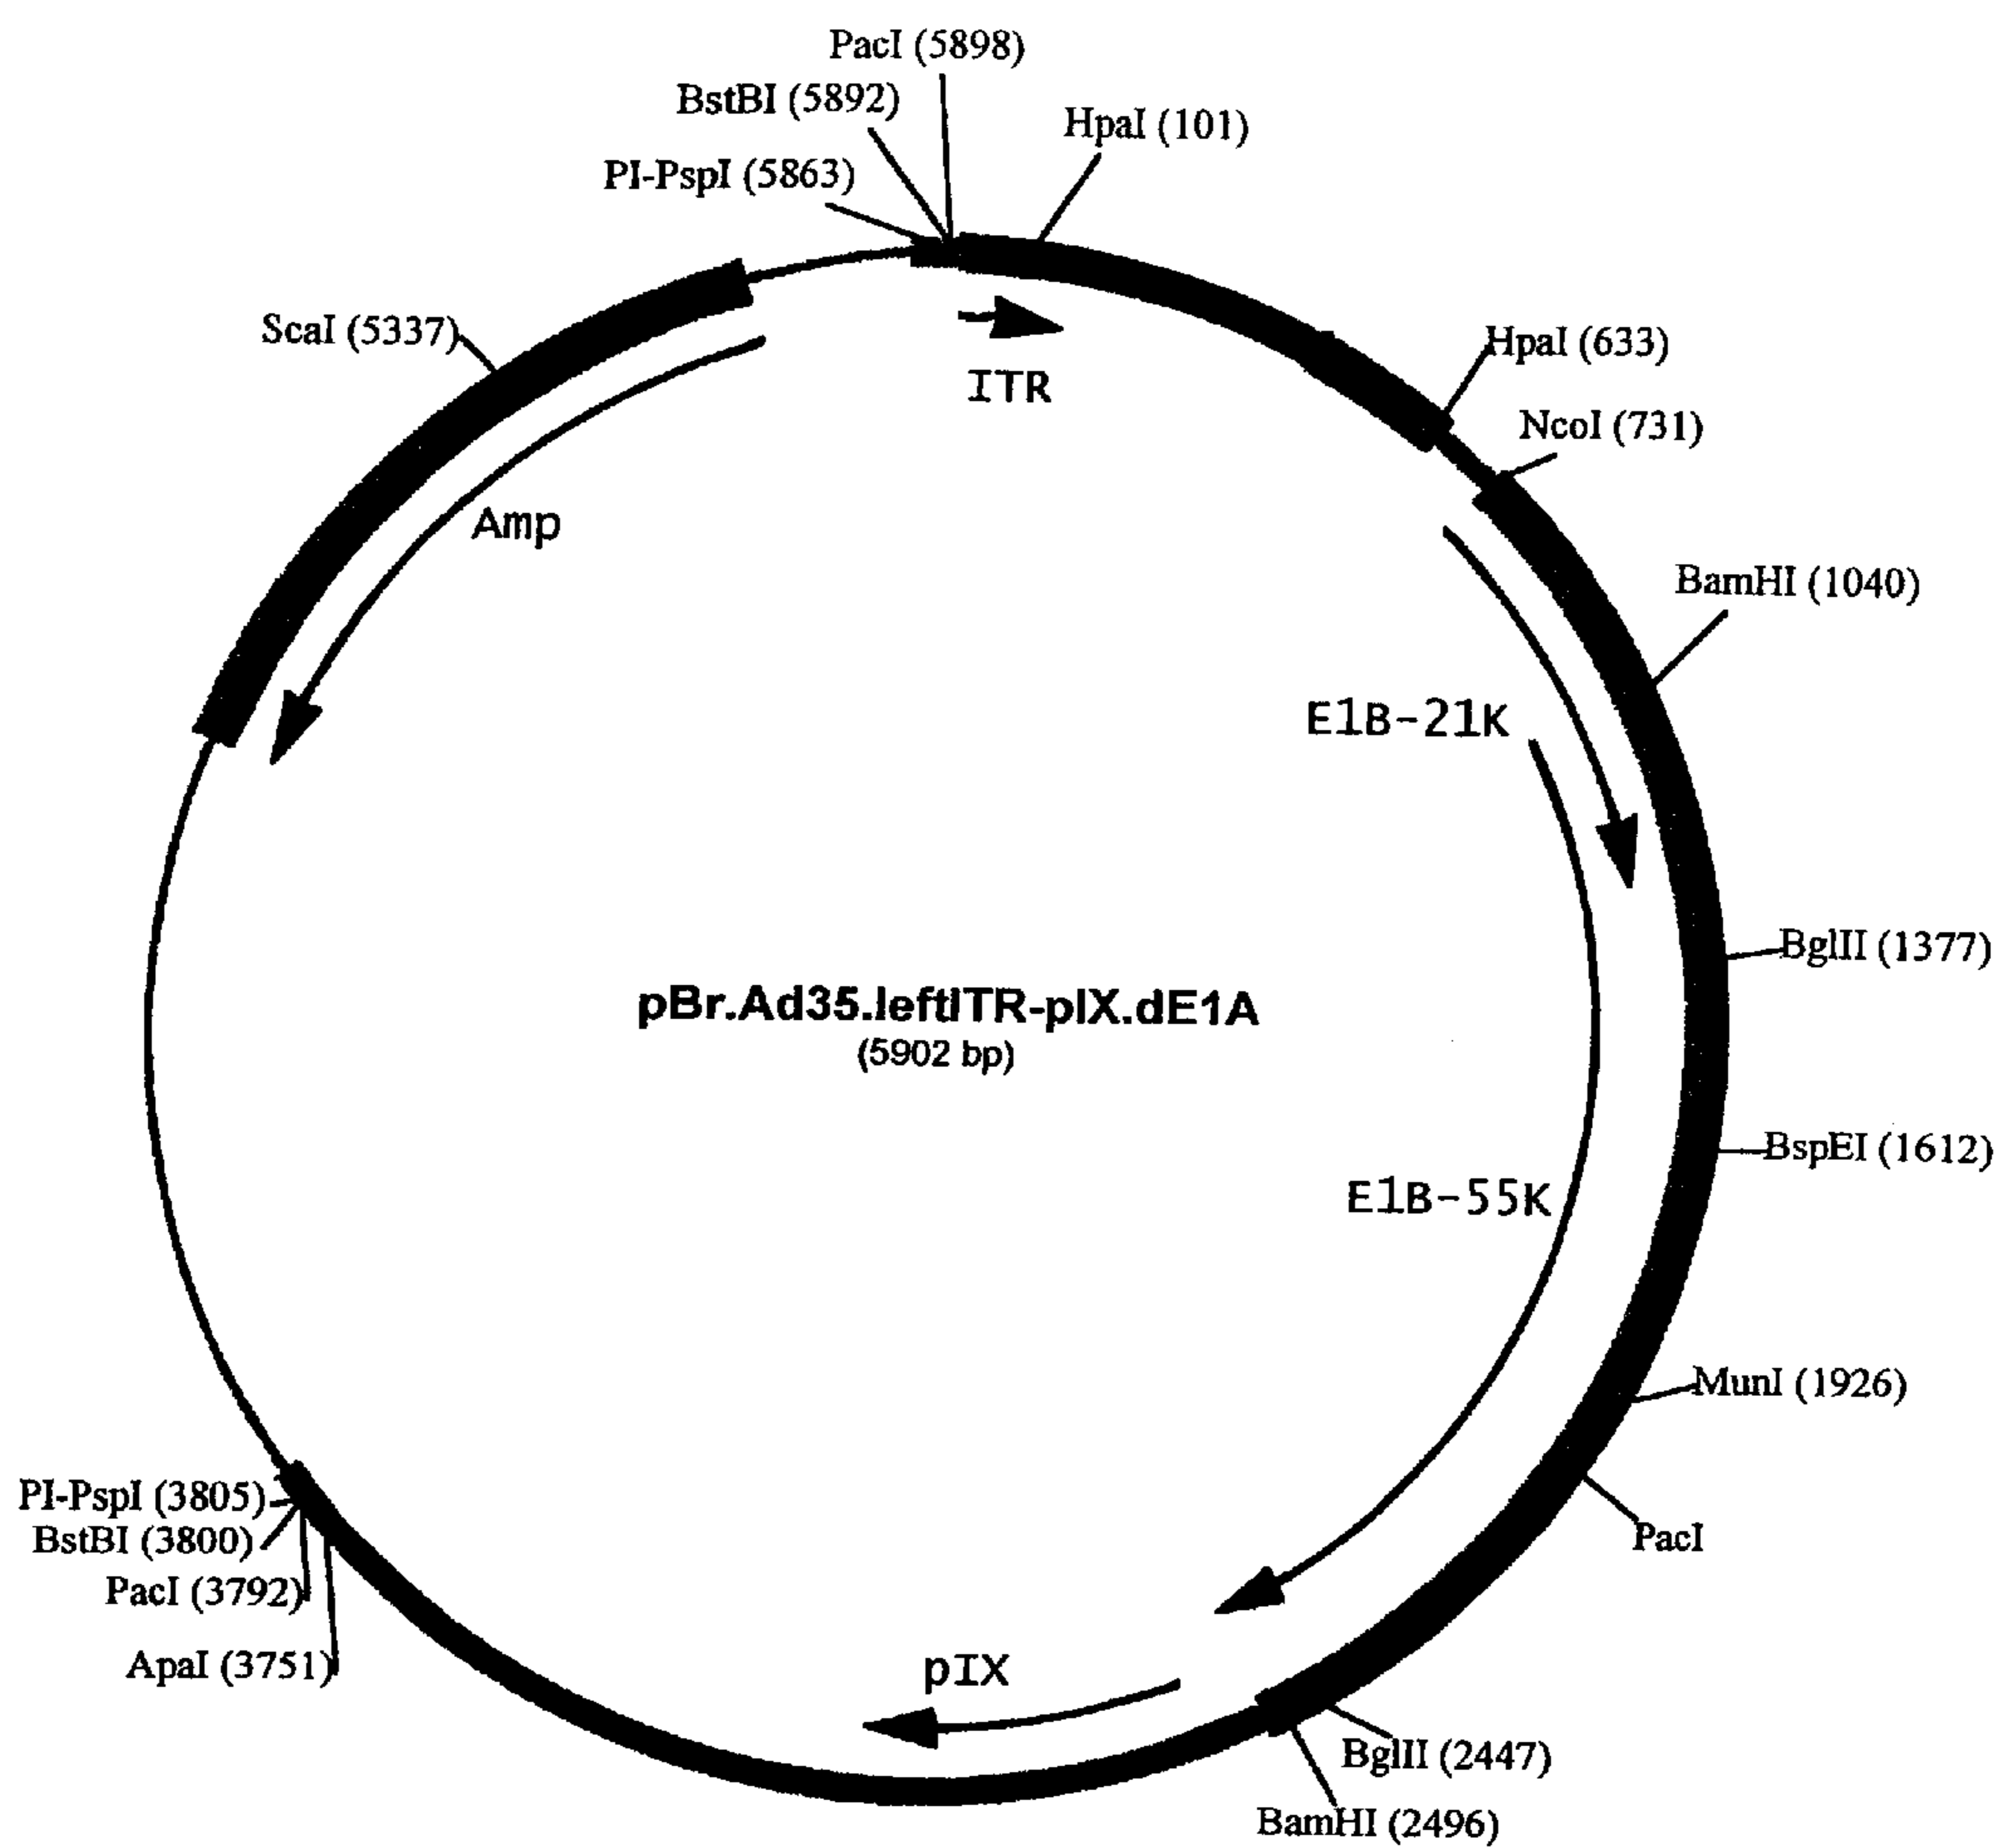 PacI (5898)
BstBI (5892)
HpaI (101)
PI-PspI (5863)
ScaI (5337)
HpaI (633)
ITR
NcoI (731)
Amp
BamHI (1040)
E1B-21K
BglII (1377)
pBr.Ad35.leftITR-pIX.dE1A
(5902 bp)
BspEI (1612)
E1B-55K
MunI (1926)
PI-PspI (3805)
BstBI (3800)
PacI
PacI (3792)
ApaI (3751)
pIX
BglII (2447)
BamHI (2496)